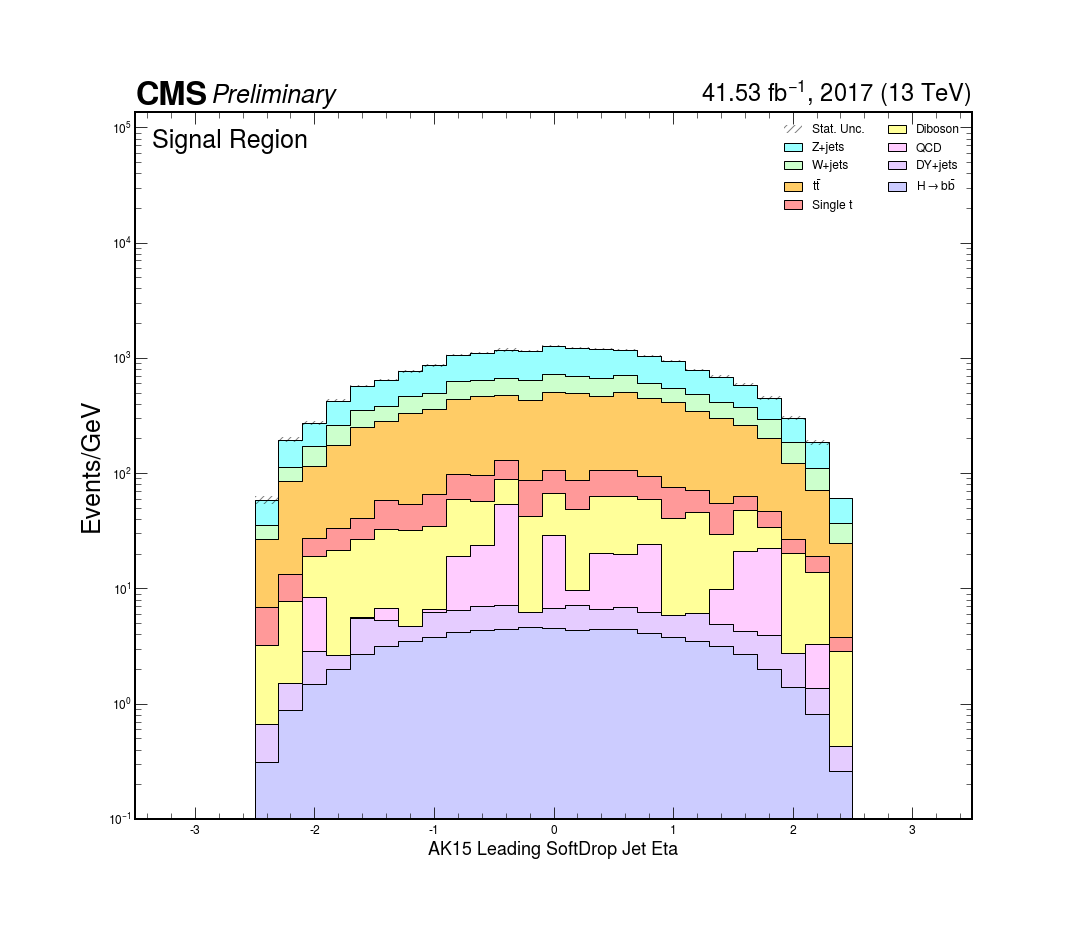 CMS Preliminary
41.53 fb⁻¹, 2017 (13 TeV)
Signal Region
Stat. Unc.
Z+jets
W+jets
tt̄
Single t
Diboson
QCD
DY+jets
H→bb̄
Events/GeV
10⁵
10⁴
10³
10²
10¹
10⁰
10⁻¹
-3 -2 -1 0 1 2 3
AK15 Leading SoftDrop Jet Eta